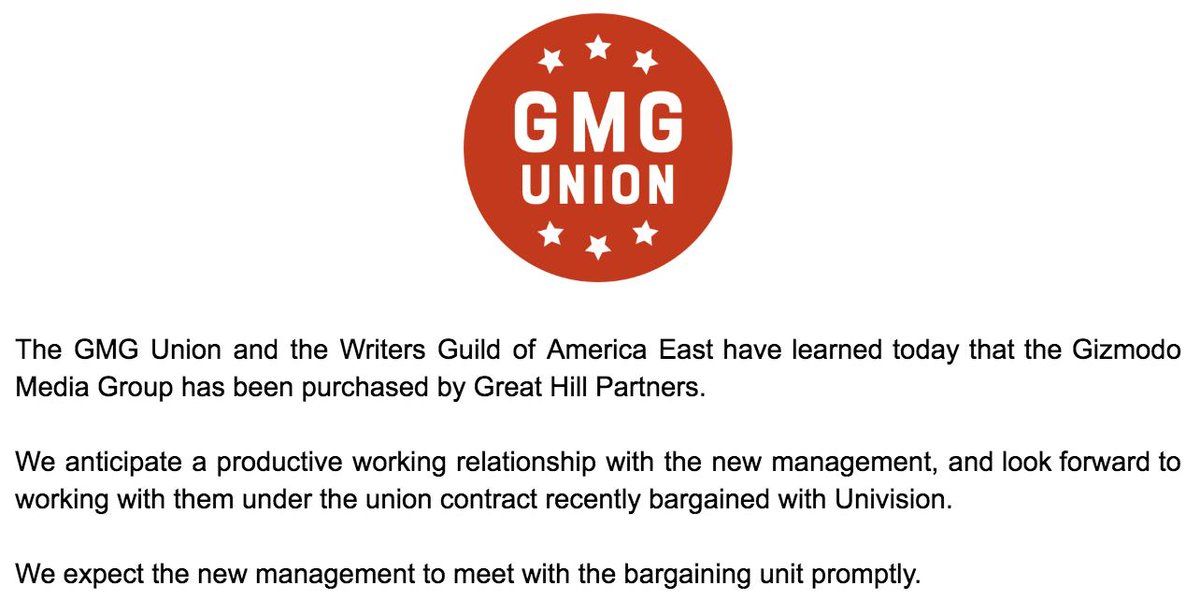 GMG
UNION
The GMG Union and the Writers Guild of America East have learned today that the Gizmodo
Media Group has been purchased by Great Hill Partners.
We anticipate a productive working relationship with the new management, and look forward to
working with them under the union contract recently bargained with Univision.
We expect the new management to meet with the bargaining unit promptly.